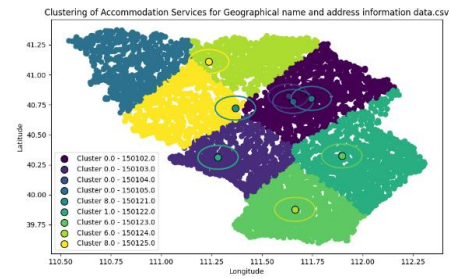 Clustering of Accommodation Services for Geographical name and address information data.csv
41.25
41.00
40.75
40.50
40.25
40.00
39.75
Latitude
Cluster 0.0 - 150102.0
Cluster 0.0 - 150103.0
Cluster 0.0 - 150104.0
Cluster 0.0 - 150105.0
Cluster 8.0 - 150121.0
Cluster 1.0 - 150122.0
Cluster 6.0 - 150123.0
Cluster 6.0 - 150124.0
Cluster 8.0 - 150125.0
110.50 110.75 111.00 111.25 111.50 111.75 112.00 112.25
Longitude